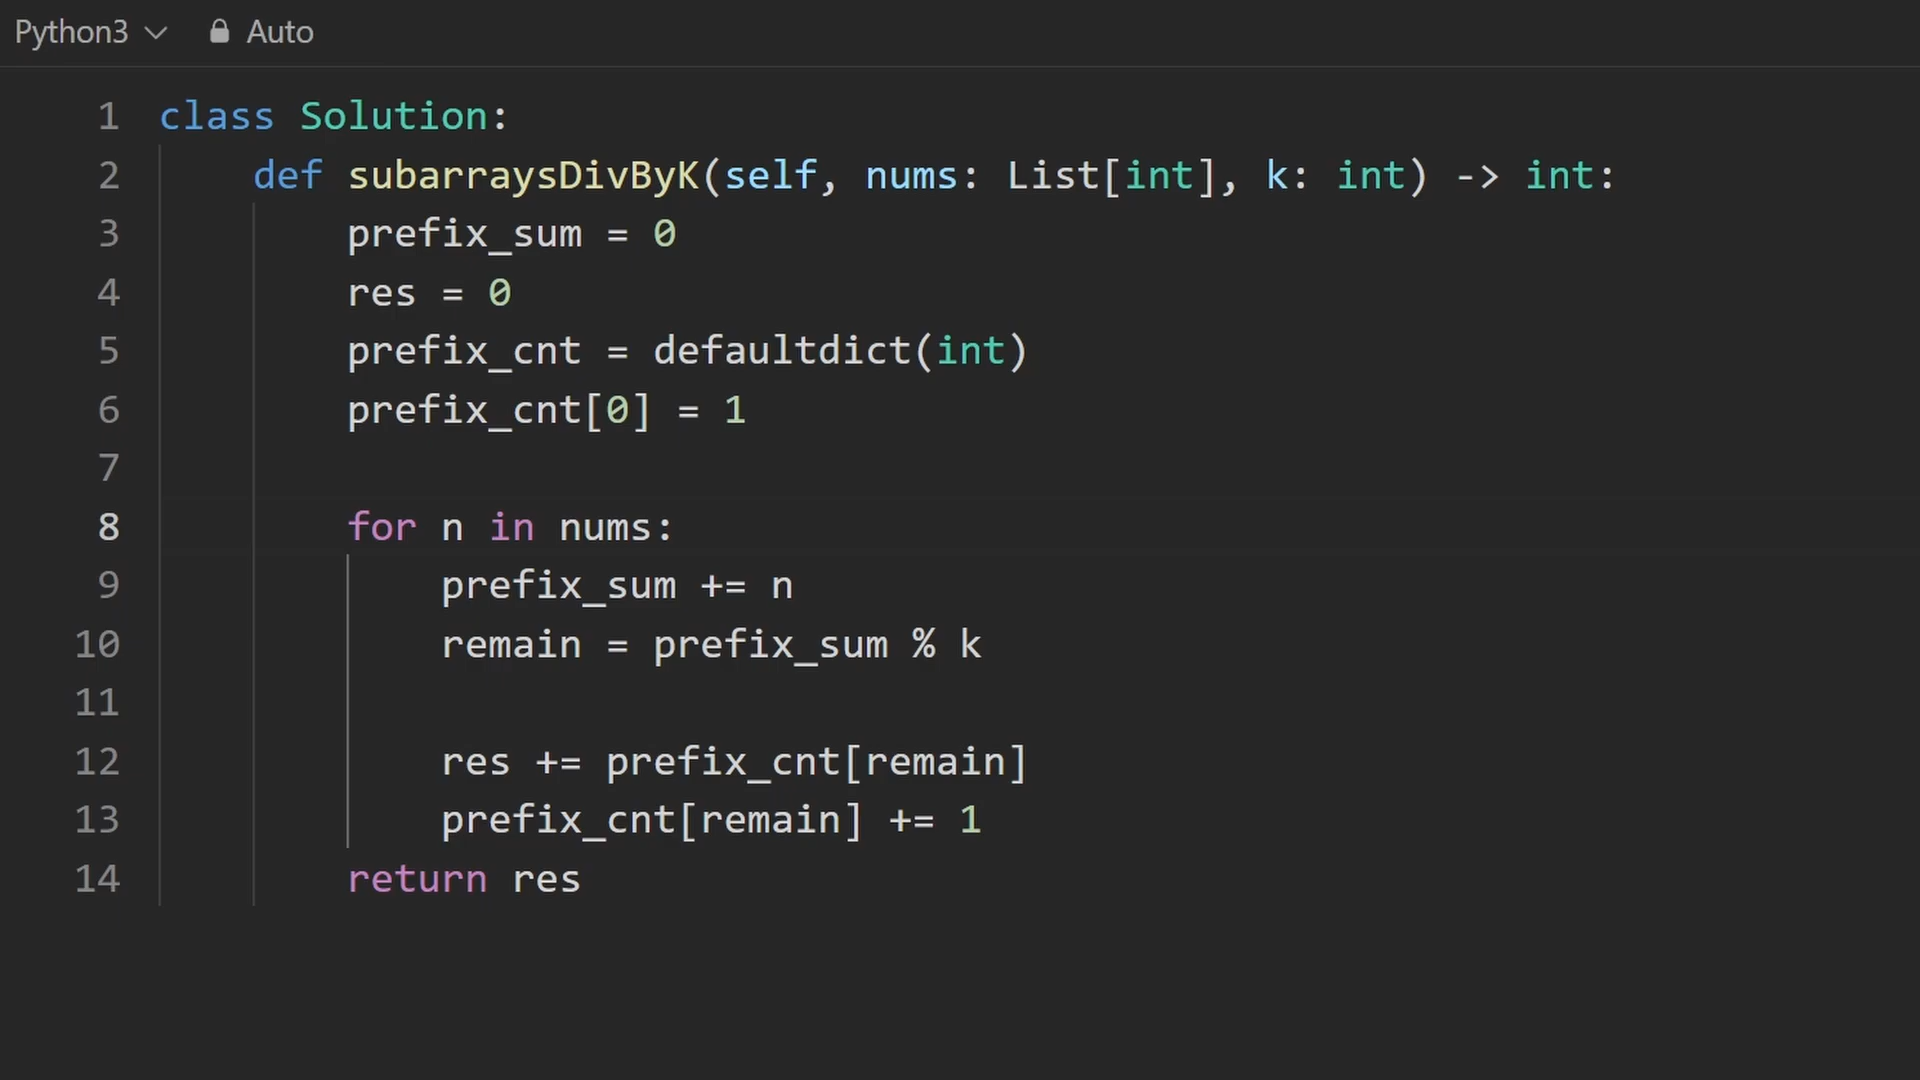 Python3 Auto
1 class Solution:
2     def subarraysDivByK(self, nums: List[int], k: int) -> int:
3         prefix_sum = 0
4         res = 0
5         prefix_cnt = defaultdict(int)
6         prefix_cnt[0] = 1
7
8         for n in nums:
9             prefix_sum += n
10             remain = prefix_sum % k
11
12             res += prefix_cnt[remain]
13             prefix_cnt[remain] += 1
14         return res